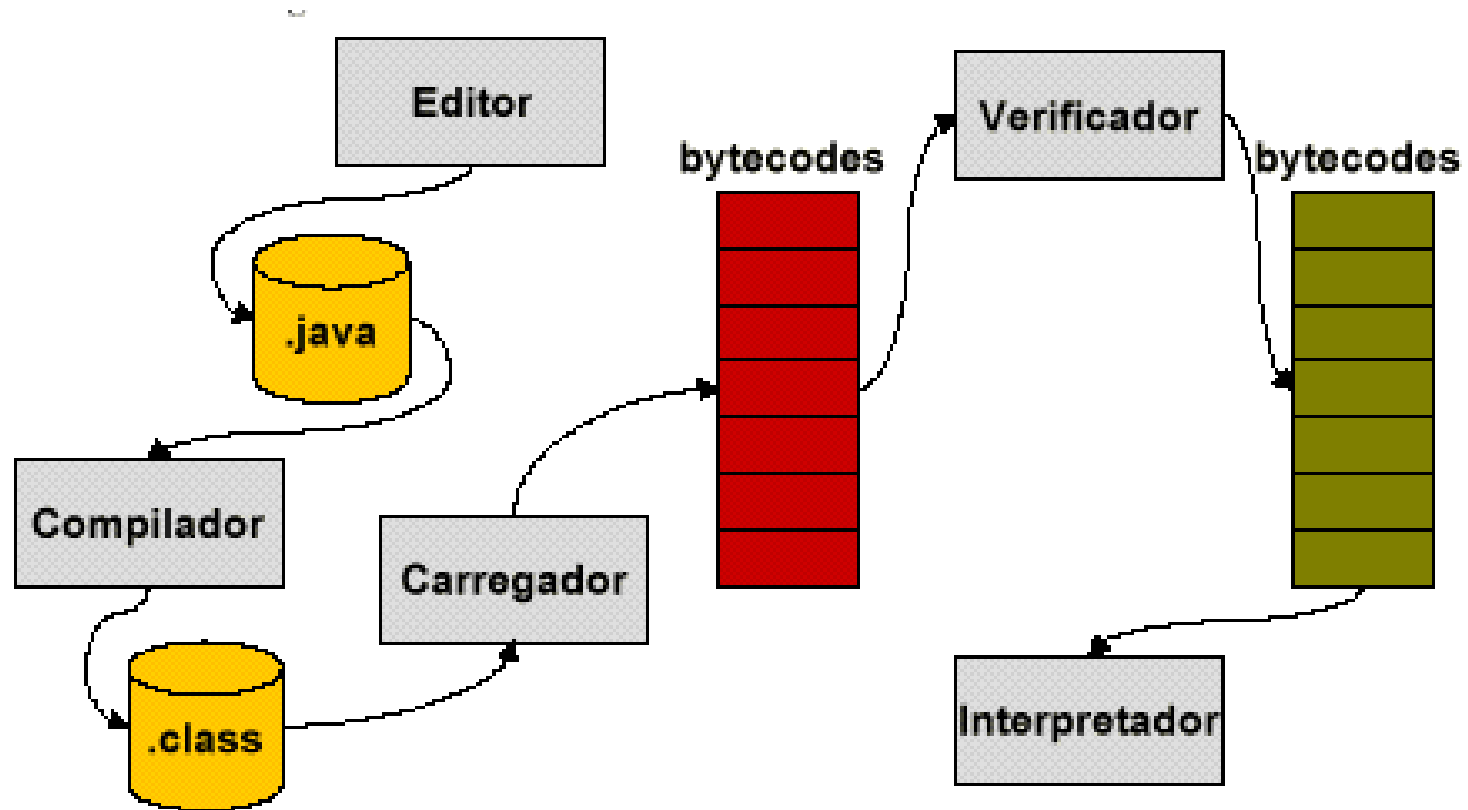 Editor
.java
Compilador
.class
Carregador
bytecodes
Verificador
bytecodes
Interpretador